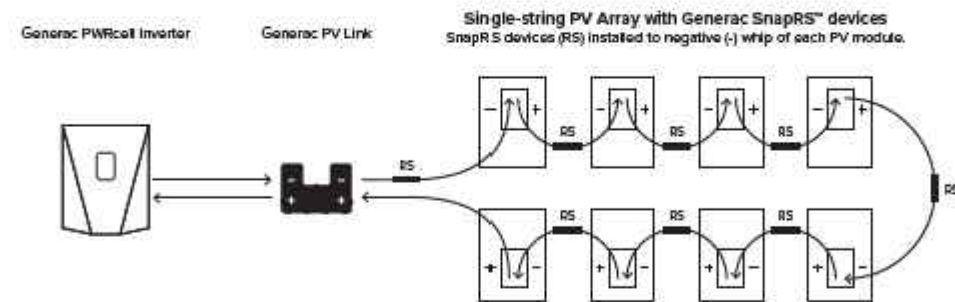 Single-string PV Array with Generac SnapRS™ devices
Generac PWRcell Inverter
Generac PV Link
SnapRS devices (RS) installed to negative (-) whip of each PV module.
- +
- +
- +
- +
RS
RS
RS
RS
RS
- -
+ +
RS
RS
RS
+ -
+ -
+ -
+ -